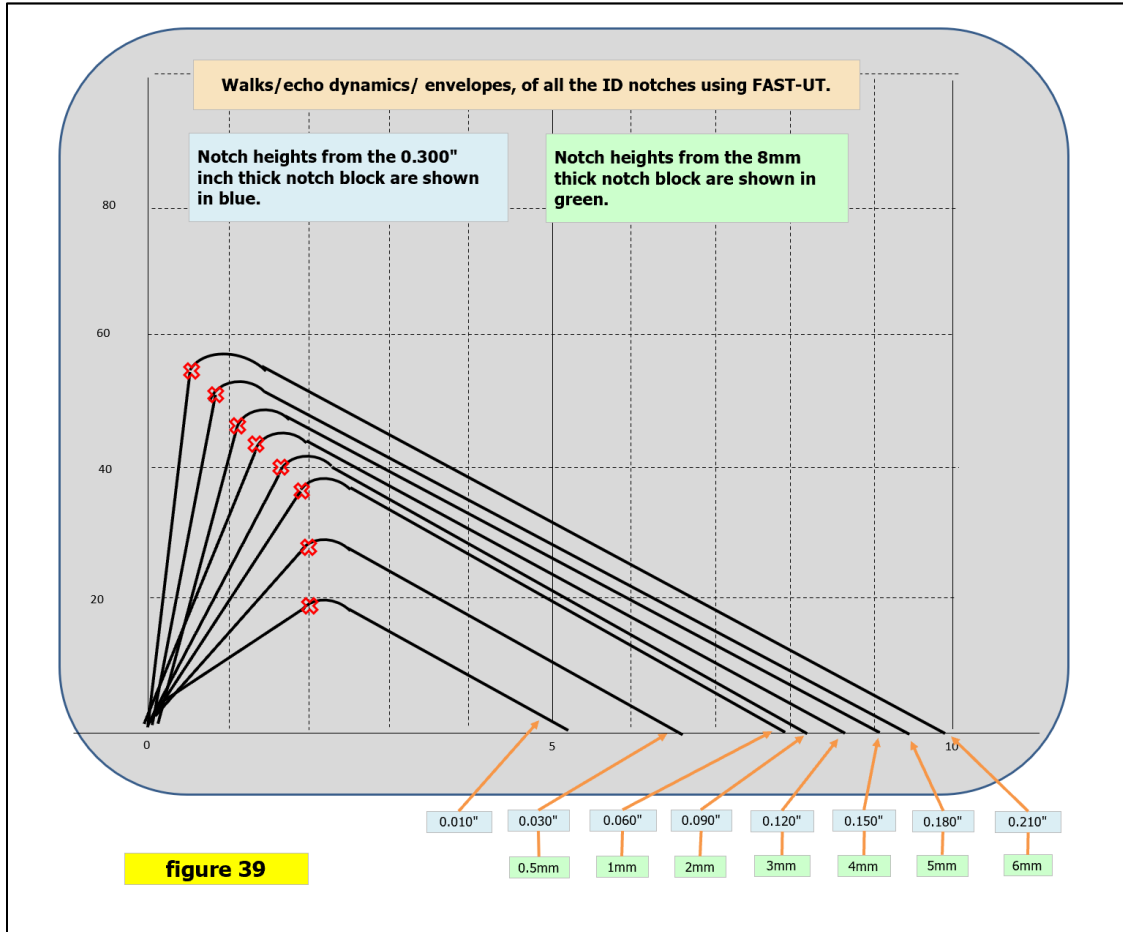 Walks/echo dynamics/ envelopes, of all the ID notches using FAST-UT.
Notch heights from the 0.300"
inch thick notch block are shown
in blue.
Notch heights from the 8mm
thick notch block are shown in
green.
80
60
40
20
0
5
10
0.010"
0.030"
0.060"
0.090"
0.120"
0.150"
0.180"
0.210"
0.5mm
1mm
2mm
3mm
4mm
5mm
6mm
figure 39